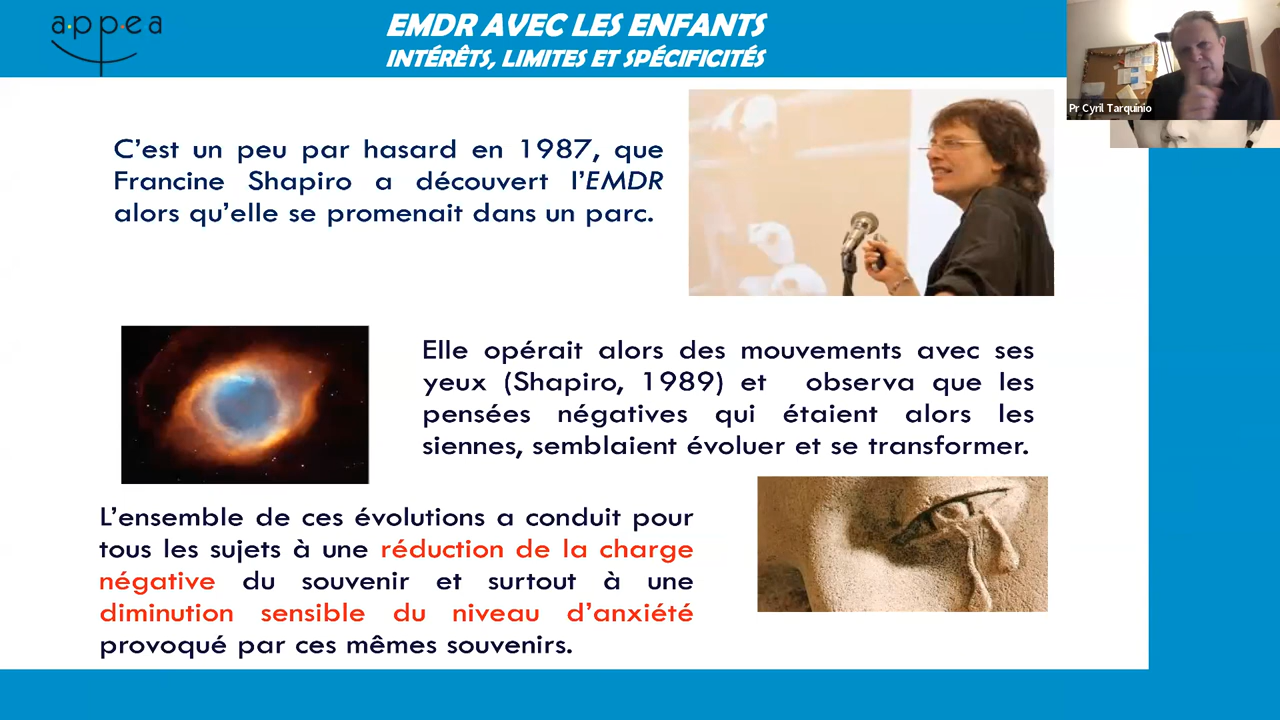 appea
EMDR AVEC LES ENFANTS
INTÉRÊTS, LIMITES ET SPÉCIFICITÉS
Pr Cyril Tarquinio
C’est un peu par hasard en 1987, que
Francine Shapiro a découvert l’EMDR
alors qu’elle se promenait dans un parc.
Elle opérait alors des mouvements avec ses
yeux (Shapiro, 1989) et observa que les
pensées négatives qui étaient alors les
siennes, semblaient évoluer et se transformer.
L’ensemble de ces évolutions a conduit pour
tous les sujets à une réduction de la charge
négative du souvenir et surtout à une
diminution sensible du niveau d’anxiété
provoqué par ces mêmes souvenirs.